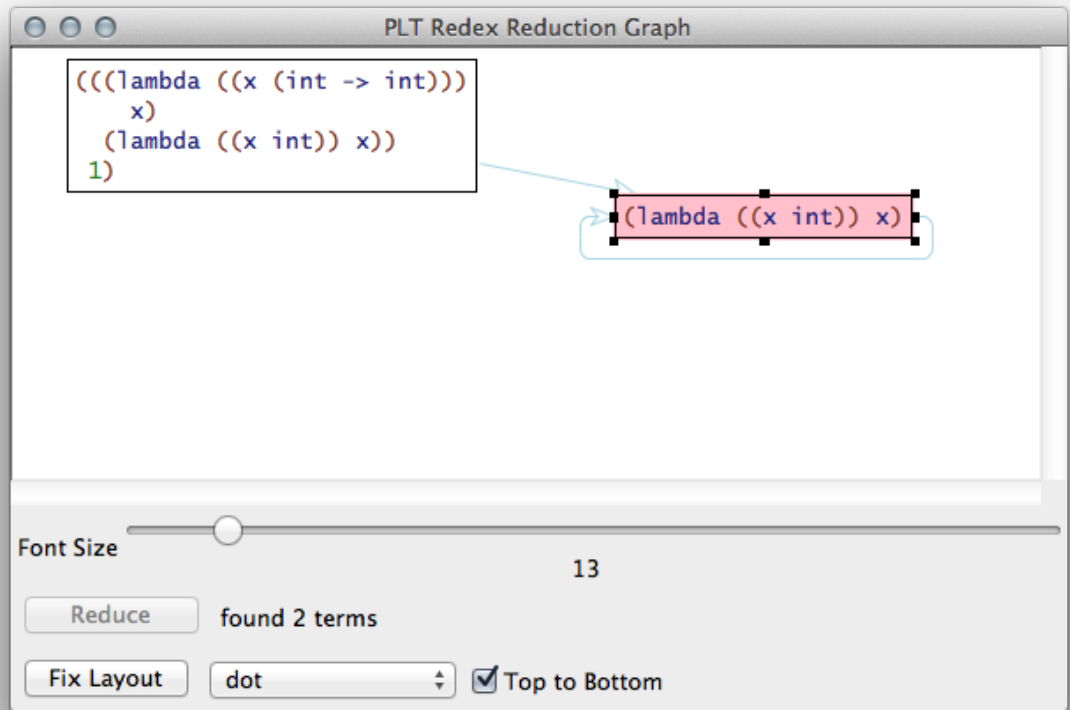 PLT Redex Reduction Graph
(((lambda ((x (int -> int)))
x)
(lambda ((x int)) x))
1)
(lambda ((x int)) x)
Font Size
13
Reduce found 2 terms
Fix Layout dot Top to Bottom